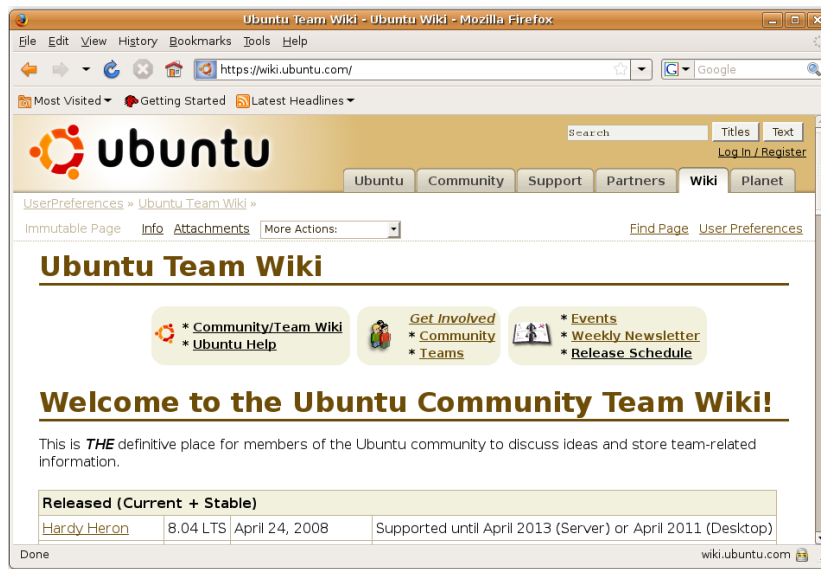 Ubuntu Team Wiki - Ubuntu Wiki - Mozilla Firefox
File Edit View History Bookmarks Tools Help
https://wiki.ubuntu.com/ G Google
Most Visited Getting Started Latest Headlines
ubuntu
Search Titles Text
Log In / Register
Ubuntu Community Support Partners Wiki Planet
UserPreferences » Ubuntu Team Wiki »
Immutable Page Info Attachments More Actions: Find Page User Preferences
Ubuntu Team Wiki
* Community/Team Wiki
* Ubuntu Help
Get Involved
* Community
* Teams
* Events
* Weekly Newsletter
* Release Schedule
Welcome to the Ubuntu Community Team Wiki!
This is THE definitive place for members of the Ubuntu community to discuss ideas and store team-related
information.
Released (Current + Stable)
Hardy Heron 8.04 LTS April 24, 2008 Supported until April 2013 (Server) or April 2011 (Desktop)
Done wiki.ubuntu.com